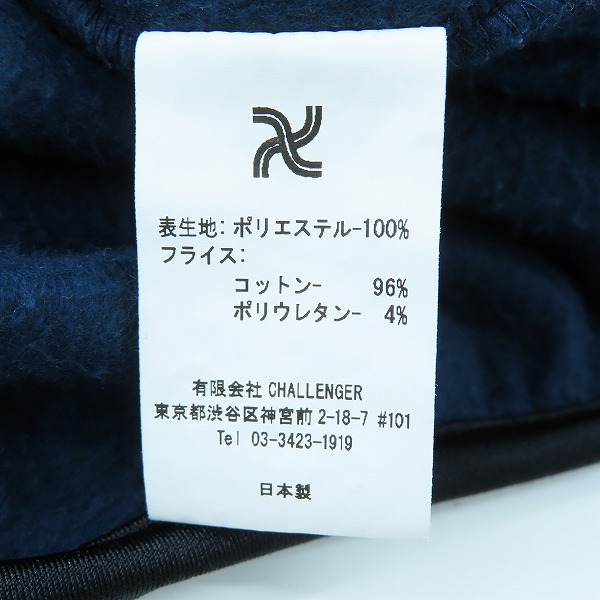 表生地: ポリエステル-100%
フライス:
コットン- 96%
ポリウレタン- 4%
有限会社 CHALLENGER
東京都渋谷区神宮前 2-18-7 #101
Tel 03-3423-1919
日本製